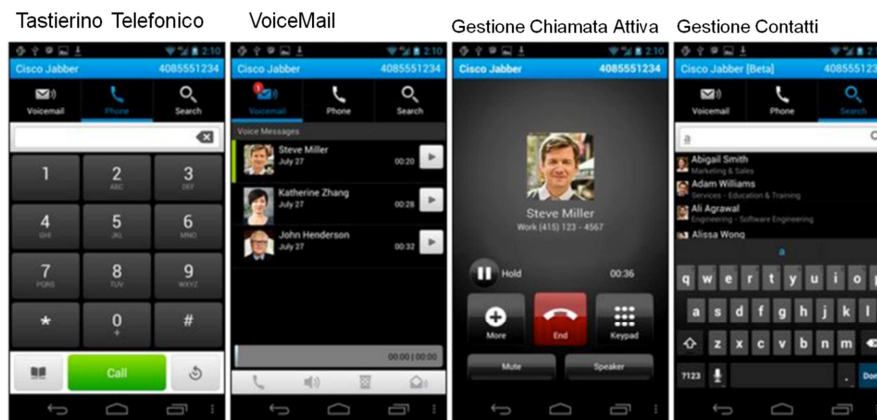 Tastierino Telefonico
VoiceMail
Gestione Chiamata Attiva
Gestione Contatti
2:10
Cisco Jabber 4085551234
Voicemail Phone Search
1 2 ABC 3 DEF
4 GHI 5 JKL 6 MNO
7 PQRS 8 TUV 9 WXYZ
* 0 + #
Call
2:10
Cisco Jabber 4085551234
1
Voicemail Phone Search
Voice Messages
Steve Miller
July 27 00:20
Katherine Zhang
July 27 00:28
John Henderson
July 27 00:32
00:00 | 00:00
2:10
Cisco Jabber 4085551234
Steve Miller
Work (415) 123 - 4567
Hold 00:36
More End Keypad
Mute Speaker
Cisco Jabber [Beta] 408555123
Voicemail Phone Search
a
Abigail Smith
Marketing & Sales
Adam Williams
Services - Education & Training
Ali Agrawal
Engineering - Software Engineering
Alissa Wong
a
q w e r t y u i o p
a s d f g h j k l
z x c v b n m
?123 . Don